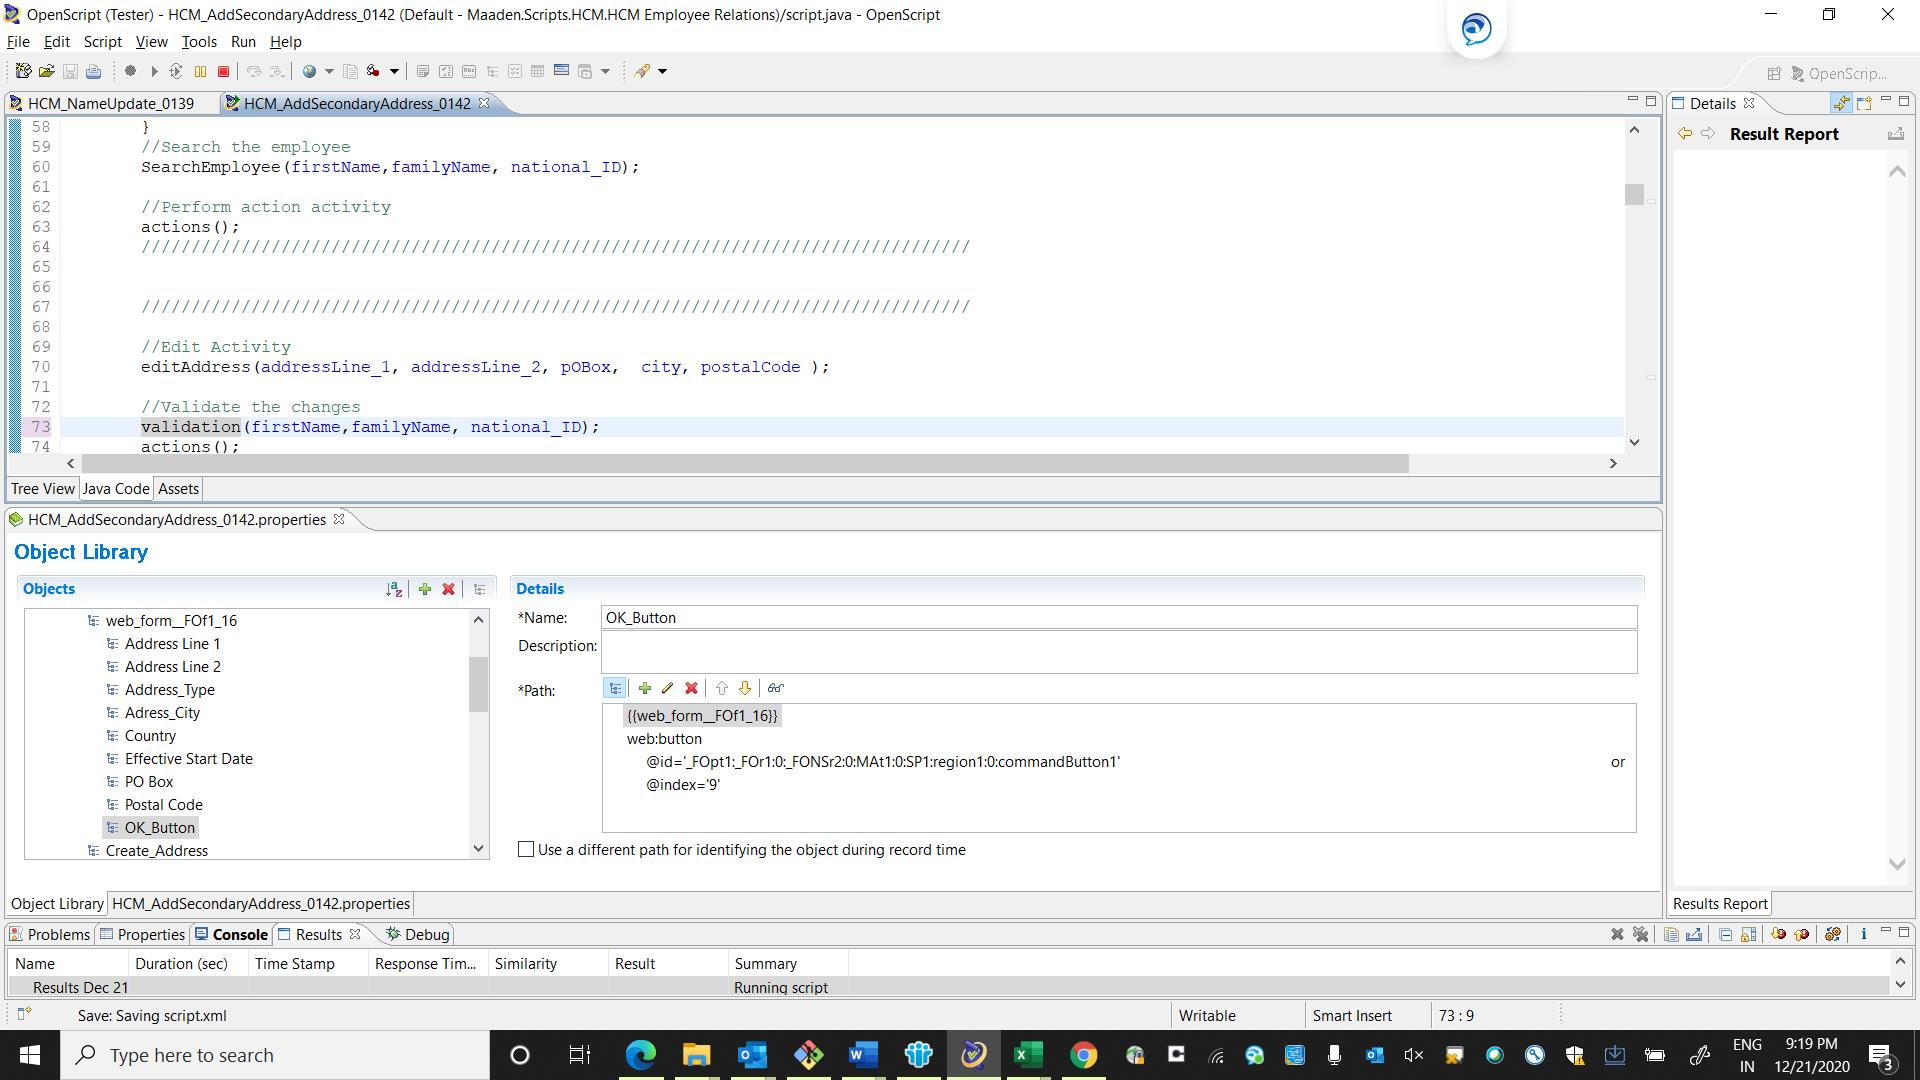 OpenScript (Tester) - HCM_AddSecondaryAddress_0142 (Default - Maaden.Scripts.HCM.HCM Employee Relations)/script.java - OpenScript
File Edit Script View Tools Run Help
OpenScrip...
HCM_NameUpdate_0139 HCM_AddSecondaryAddress_0142
58 }
59 //Search the employee
60 SearchEmployee(firstName,familyName, national_ID);
61
62 //Perform action activity
63 actions();
64 ///////////////////////////////////////////////////////////////////////////////////
65
66
67 ///////////////////////////////////////////////////////////////////////////////////
68
69 //Edit Activity
70 editAddress(addressLine_1, addressLine_2, pOBox,  city, postalCode );
71
72 //Validate the changes
73 validation(firstName,familyName, national_ID);
74 actions();
Tree View Java Code Assets
Details
Result Report
Results Report
HCM_AddSecondaryAddress_0142.properties
Object Library
Objects
web_form__FOf1_16
Address Line 1
Address Line 2
Address_Type
Adress_City
Country
Effective Start Date
PO Box
Postal Code
OK_Button
Create_Address
Details
*Name: OK_Button
Description:
*Path:
{{web_form__FOf1_16}}
web:button
@id='_FOpt1:_FOr1:0:_FONSr2:0:MAt1:0:SP1:region1:0:commandButton1' or
@index='9'
Use a different path for identifying the object during record time
Object Library HCM_AddSecondaryAddress_0142.properties
Problems Properties Console Results Debug
Name Duration (sec) Time Stamp Response Tim... Similarity Result Summary
Results Dec 21 Running script
Save: Saving script.xml Writable Smart Insert 73 : 9
Type here to search
ENG
IN
9:19 PM
12/21/2020
3